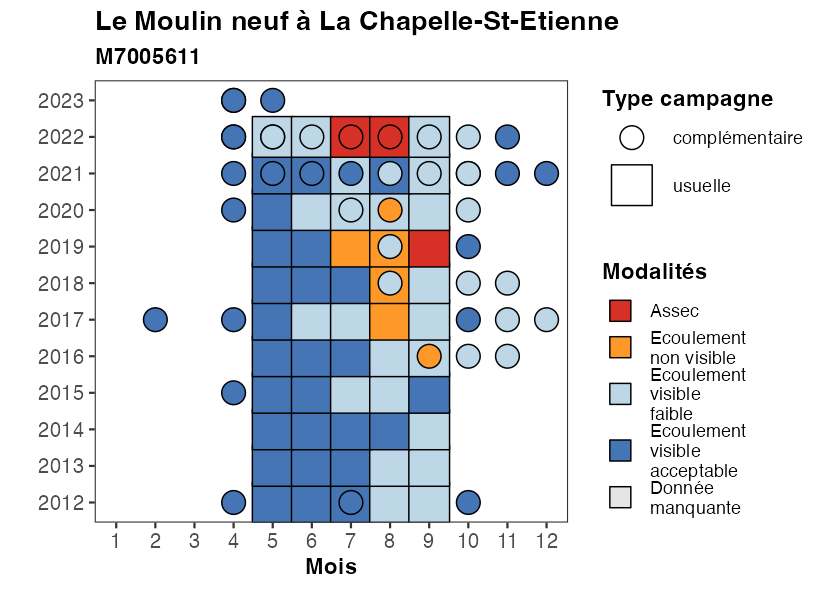 Le Moulin neuf à La Chapelle-St-Etienne
M7005611
2023
2022
2021
2020
2019
2018
2017
2016
2015
2014
2013
2012
1 2 3 4 5 6 7 8 9 10 11 12
Mois
Type campagne
complémentaire
usuelle
Modalités
Assec
Ecoulement
non visible
Ecoulement
visible
faible
Ecoulement
visible
acceptable
Donnée
manquante